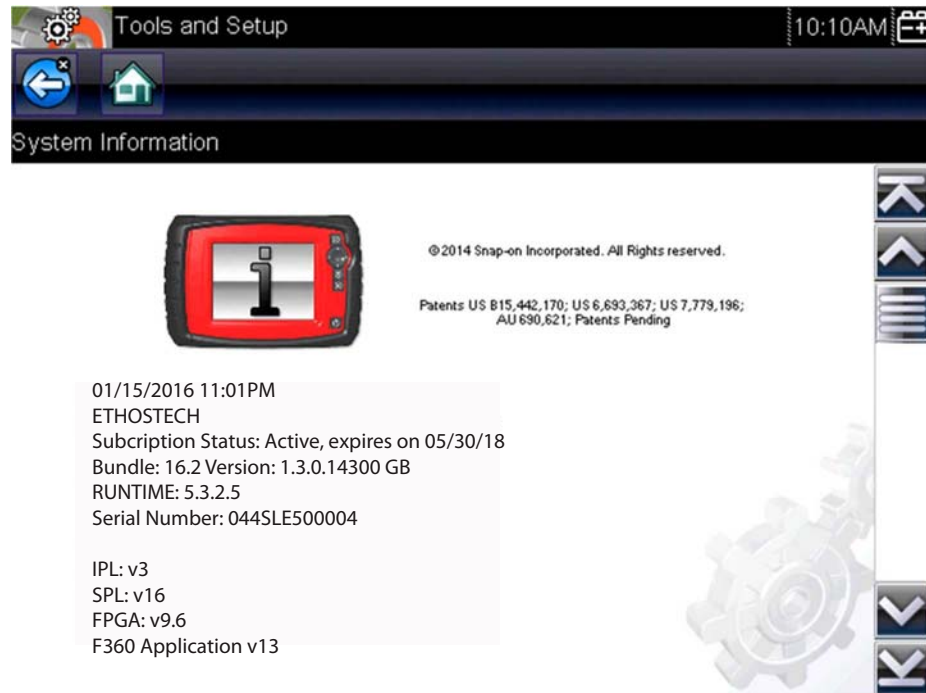 Tools and Setup
10:10AM
System Information
©2014 Snap-on Incorporated. All Rights reserved.
Patents US B15,442,170; US 6,693,367; US 7,779,196;
AU 690,621; Patents Pending
01/15/2016 11:01PM
ETHOSTECH
Subcription Status: Active, expires on 05/30/18
Bundle: 16.2 Version: 1.3.0.14300 GB
RUNTIME: 5.3.2.5
Serial Number: 044SLE500004
IPL: v3
SPL: v16
FPGA: v9.6
F360 Application v13